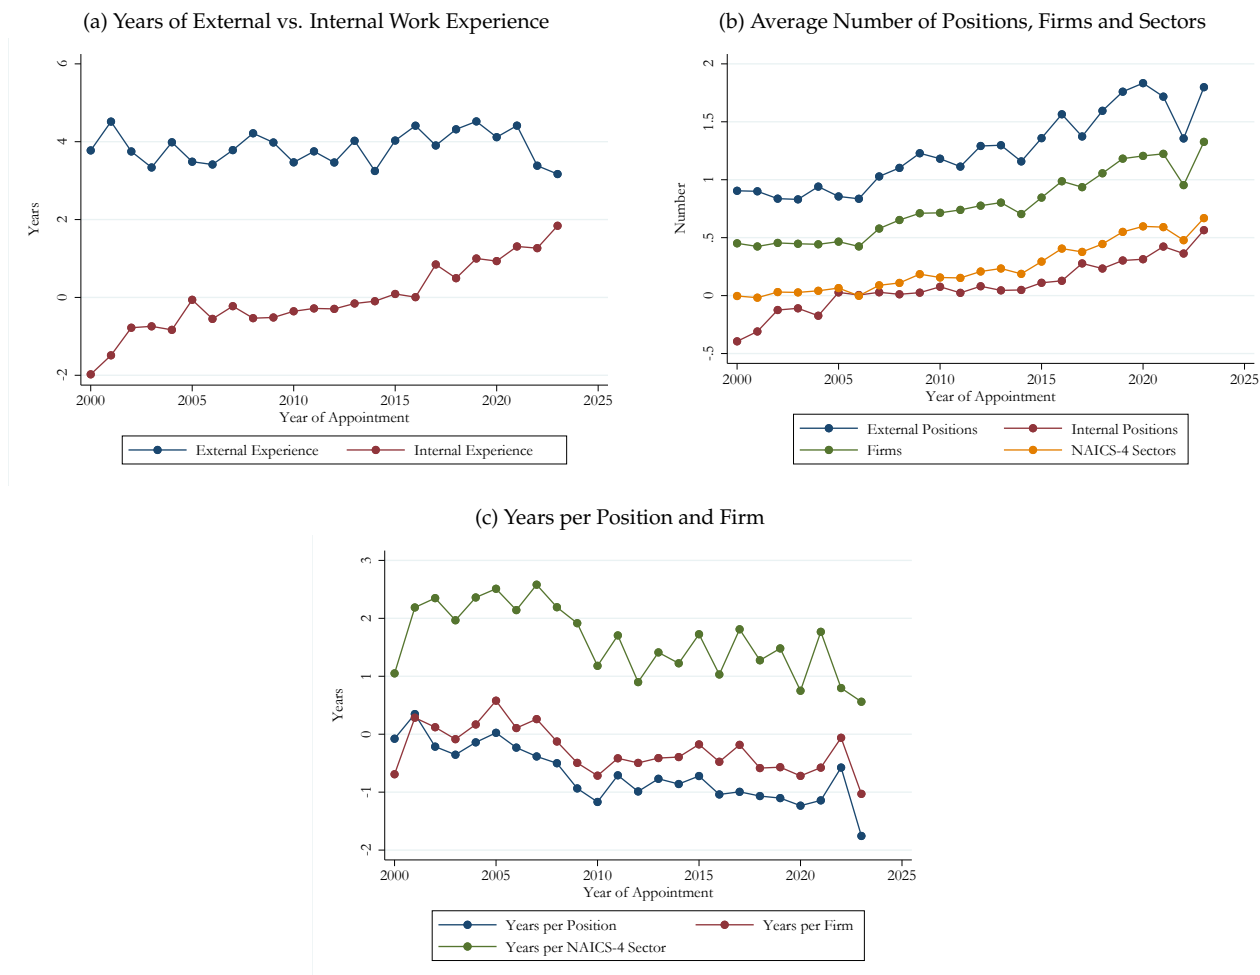 (a) Years of External vs. Internal Work Experience
6
4
2
0
-2
Years
2000 2005 2010 2015 2020 2025
Year of Appointment
External Experience Internal Experience
(b) Average Number of Positions, Firms and Sectors
2
1.5
1
.5
0
-.5
Number
2000 2005 2010 2015 2020 2025
Year of Appointment
External Positions Internal Positions
Firms NAICS-4 Sectors
(c) Years per Position and Firm
3
2
1
0
-1
-2
Years
2000 2005 2010 2015 2020 2025
Year of Appointment
Years per Position Years per Firm
Years per NAICS-4 Sector